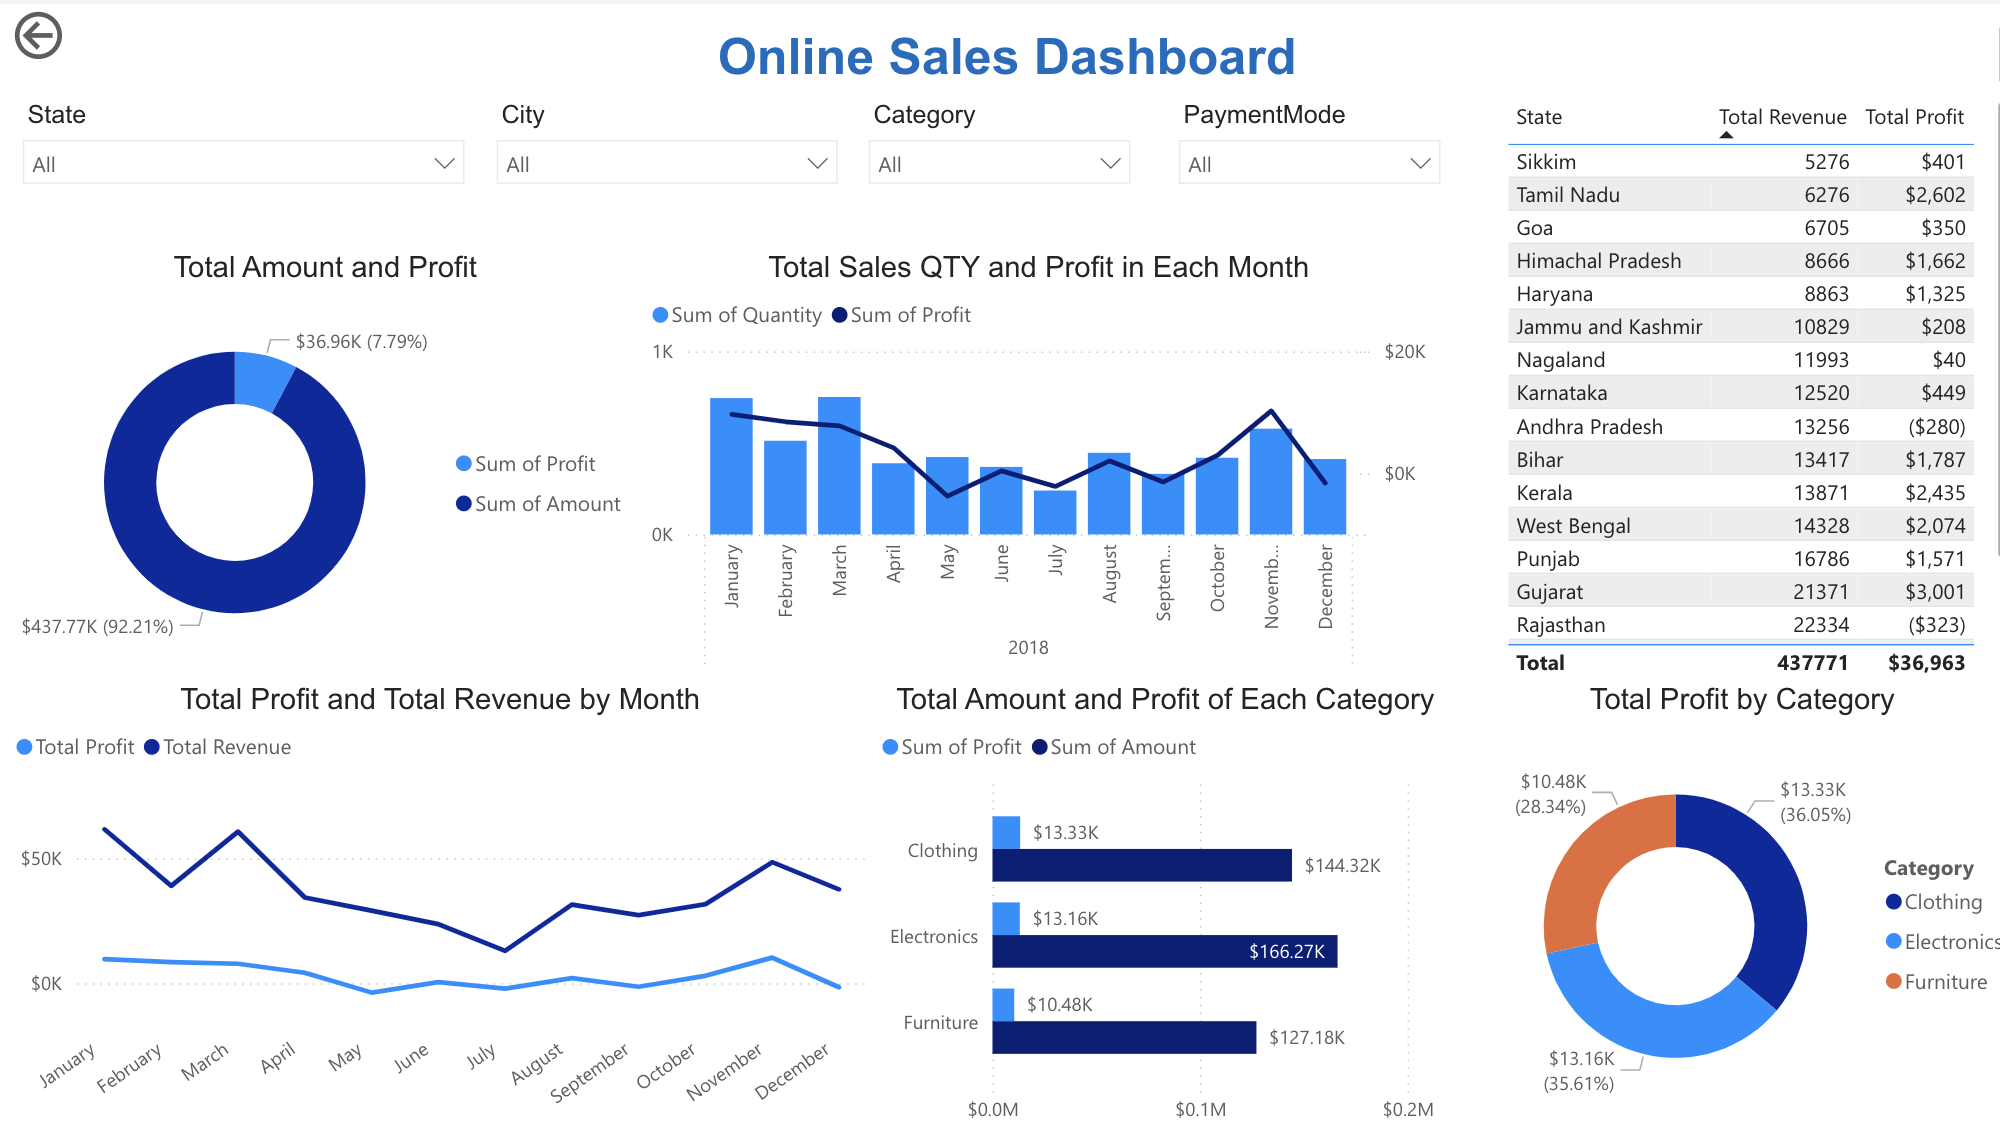 Online Sales Dashboard
State
City
Category
PaymentMode
All
All
All
All
State Total Revenue Total Profit
Sikkim 5276 $401
Tamil Nadu 6276 $2,602
Goa 6705 $350
Himachal Pradesh 8666 $1,662
Haryana 8863 $1,325
Jammu and Kashmir 10829 $208
Nagaland 11993 $40
Karnataka 12520 $449
Andhra Pradesh 13256 ($280)
Bihar 13417 $1,787
Kerala 13871 $2,435
West Bengal 14328 $2,074
Punjab 16786 $1,571
Gujarat 21371 $3,001
Rajasthan 22334 ($323)
Total 437771 $36,963
Total Amount and Profit
$36.96K (7.79%)
Sum of Profit
Sum of Amount
$437.77K (92.21%)
Total Sales QTY and Profit in Each Month
Sum of Quantity Sum of Profit
1K
0K
$20K
$0K
January
February
March
April
May
June
July
August
Septem...
October
Novemb...
December
2018
Total Profit and Total Revenue by Month
Total Profit Total Revenue
$50K
$0K
January
February
March
April
May
June
July
August
September
October
November
December
Total Amount and Profit of Each Category
Sum of Profit Sum of Amount
Clothing
$13.33K
$144.32K
Electronics
$13.16K
$166.27K
Furniture
$10.48K
$127.18K
$0.0M
$0.1M
$0.2M
Total Profit by Category
$10.48K
(28.34%)
$13.33K
(36.05%)
$13.16K
(35.61%)
Category
Clothing
Electronics
Furniture